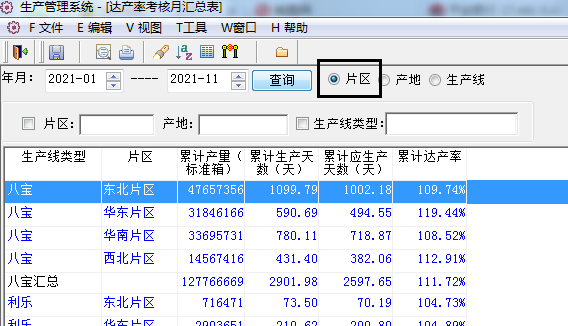 生产管理系统 - [达产率考核月汇总表]
F 文件 E 编辑 V 视图 T工具 W窗口 H 帮助
年月： 2021-01 ---- 2021-11 查询 片区 产地 生产线
片区： 产地： 生产线类型：
生产线类型 片区 累计产量（标准箱） 累计生产天数（天） 累计应生产天数（天） 累计达产率
八宝 东北片区 47657356 1099.79 1002.18 109.74%
八宝 华东片区 31846166 590.69 494.55 119.44%
八宝 华南片区 33695731 780.11 718.87 108.52%
八宝 西北片区 14567416 431.40 382.06 112.91%
八宝汇总 127766669 2901.98 2597.65 111.72%
利乐 东北片区 716471 73.50 70.19 104.73%
利乐 华东片区 2903651 210.62 200.80 104.89%